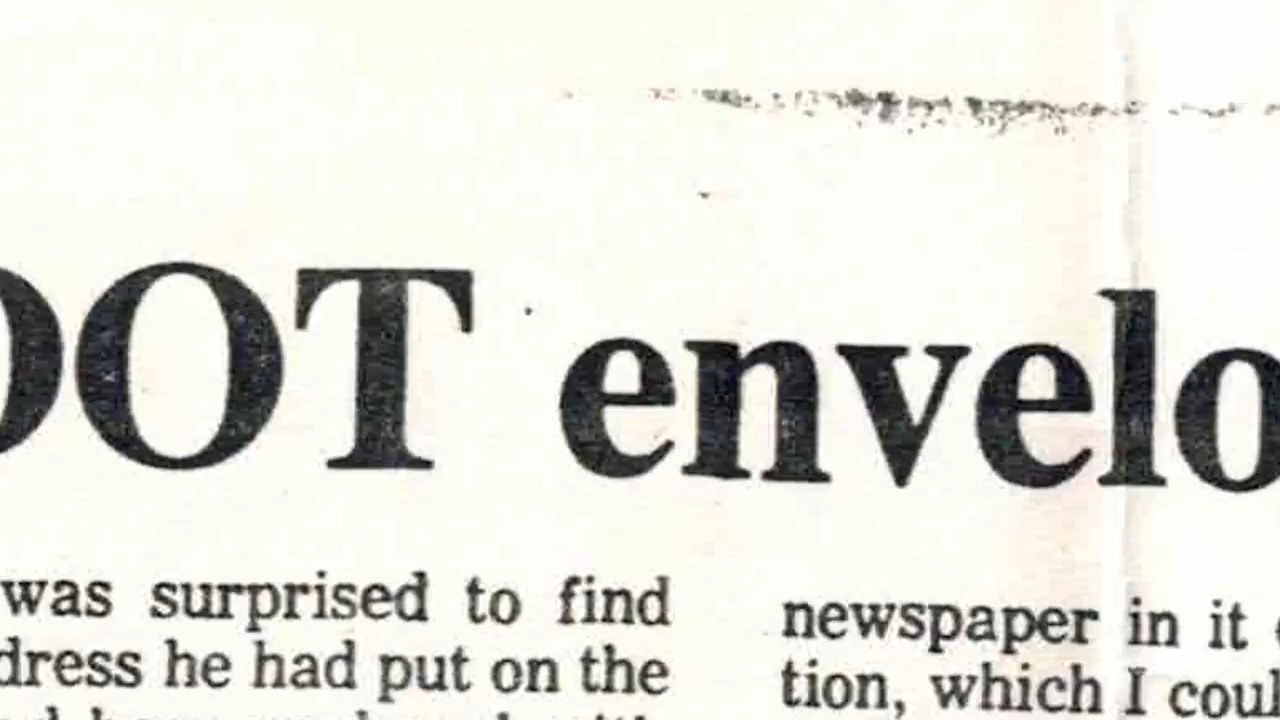 OOT envelo
was surprised to find
dress he had put on the
newspaper in it
tion, which I coul